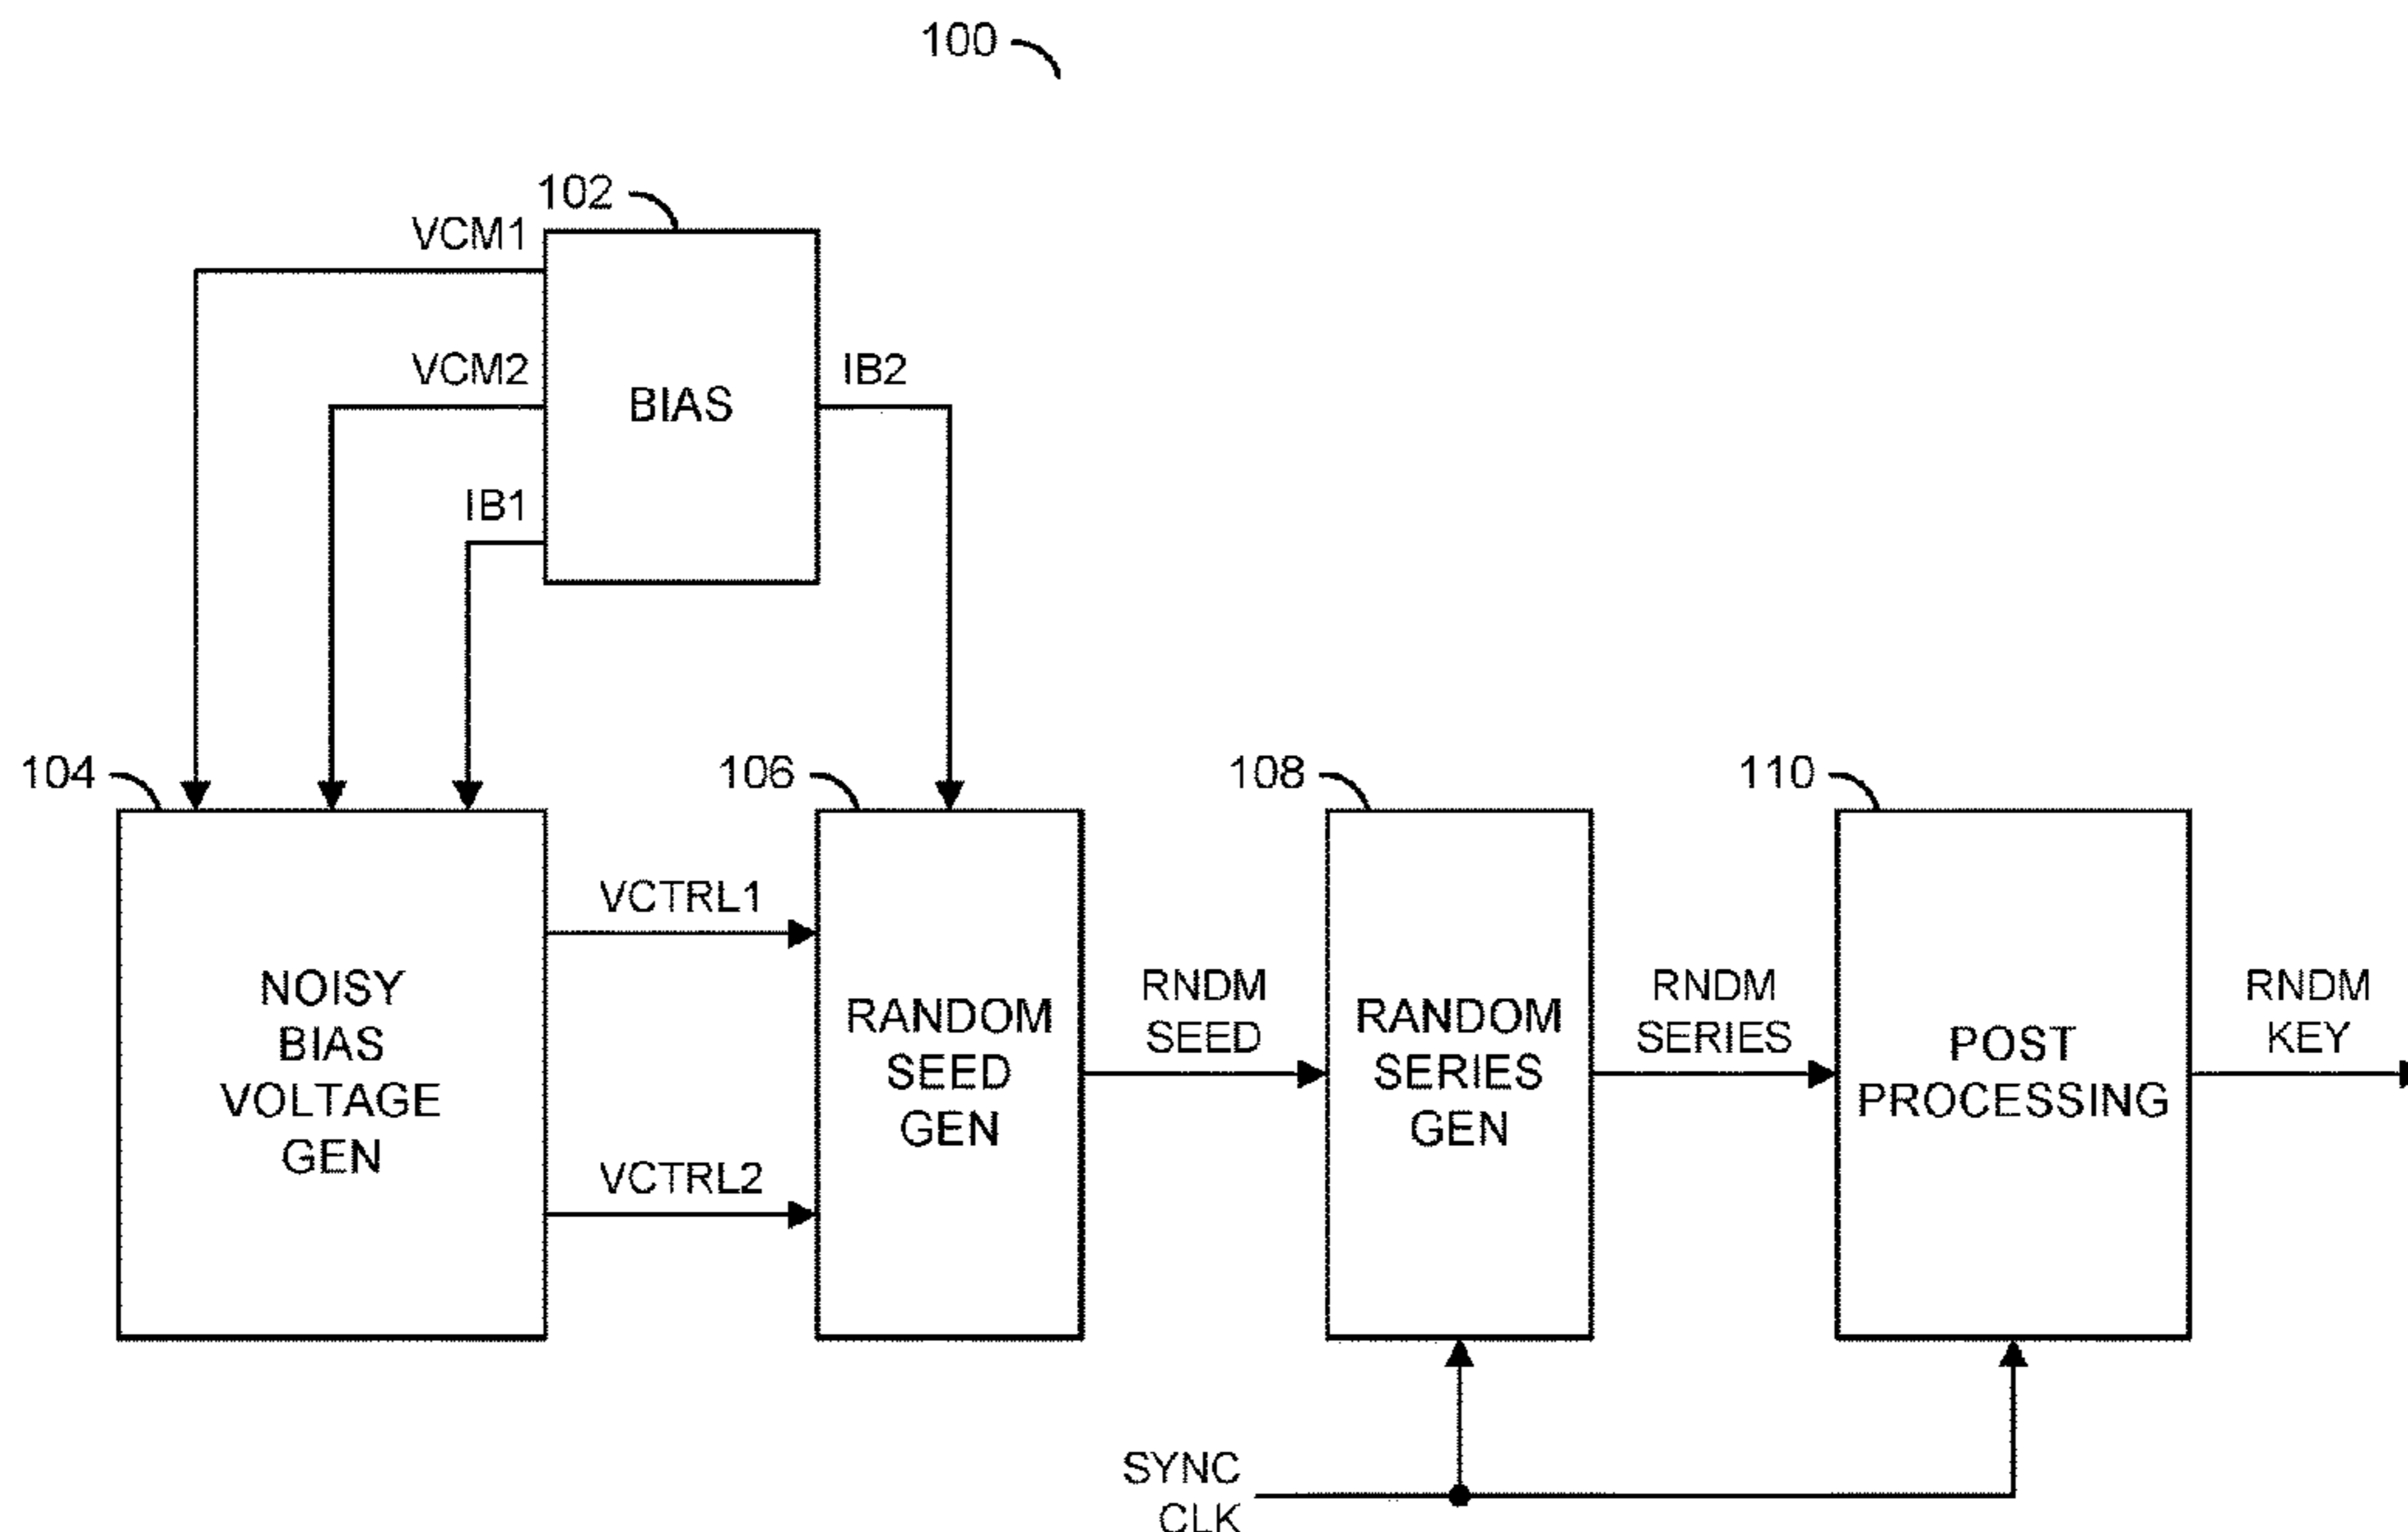 100
102
VCM1
VCM2
IB2
BIAS
IB1
104
106
108
110
VCTRL1
NOISY
BIAS
VOLTAGE
GEN
RANDOM
SEED
GEN
RNDM
SEED
RANDOM
SERIES
GEN
RNDM
SERIES
POST
PROCESSING
RNDM
KEY
VCTRL2
SYNC
CLK